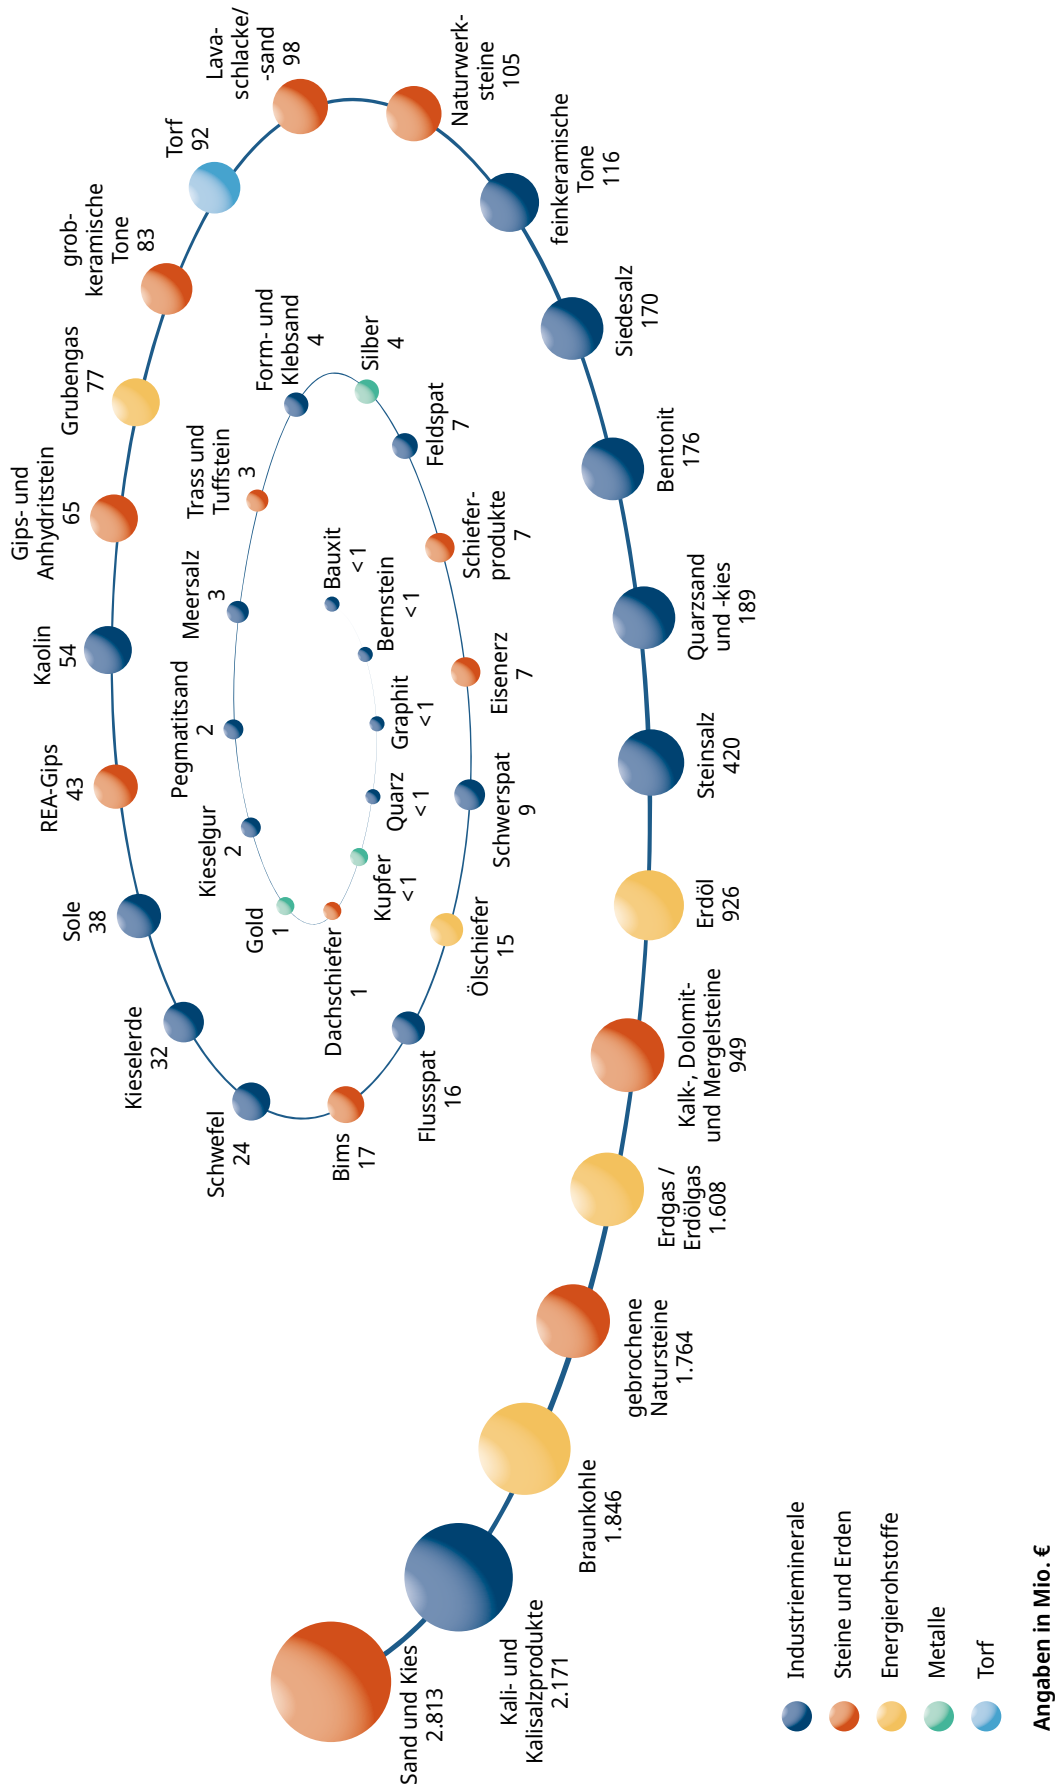 Sand und Kies
2.813
Kali- und
Kalisalzprodukte
2.171
Braunkohle
1.846
gebrochene
Natursteine
1.764
Erdgas /
Erdölgas
1.608
Kalk-, Dolomit-
und Mergelsteine
949
Erdöl
926
Steinsalz
420
Quarzsand
und -kies
189
Bentonit
176
Siedesalz
170
feinkeramische
Tone
116
Naturwerk-
steine
105
Lava-
schlacke/
-sand
98
Torf
92
grob-
keramische
Tone
83
Grubengas
77
Gips- und
Anhydritstein
65
Kaolin
54
REA-Gips
43
Sole
38
Kieselerde
32
Schwefel
24
Bims
17
Flussspat
16
Ölschiefer
15
Schwerspat
9
Eisenerz
7
Schiefer-
produkte
7
Feldspat
7
Silber
4
Form- und
Klebsand
4
Trass und
Tuffstein
3
Meersalz
3
Pegmatitsand
2
Kieselgur
2
Gold
1
Dachschiefer
1
Kupfer
<1
Quarz
<1
Graphit
<1
Bernstein
<1
Bauxit
<1
Industrieminerale
Steine und Erden
Energierohstoffe
Metalle
Torf
Angaben in Mio. €